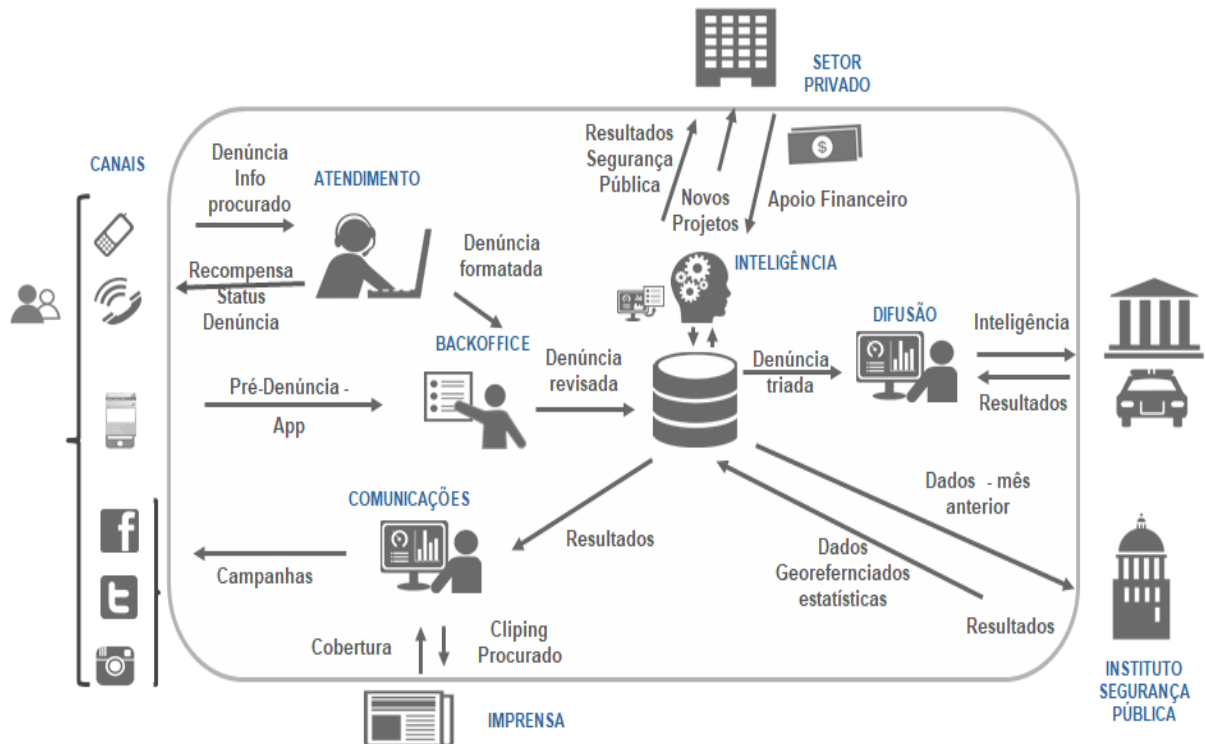 SETOR
PRIVADO
CANAIS
Denúncia
Info
procurado
ATENDIMENTO
Resultados
Segurança
Pública
Novos
Projetos
$
Apoio Financeiro
Recompensa
Status
Denúncia
Denúncia
formatada
INTELIGÊNCIA
BACKOFFICE
Denúncia
revisada
Denúncia
triada
DIFUSÃO
Inteligência
Resultados
Pré-Denúncia -
App
COMUNICAÇÕES
Resultados
Dados - mês
anterior
f
t
Campanhas
Dados
Georefernciados
estatísticas
Resultados
Cobertura
Cliping
Procurado
IMPRENSA
INSTITUTO
SEGURANÇA
PÚBLICA